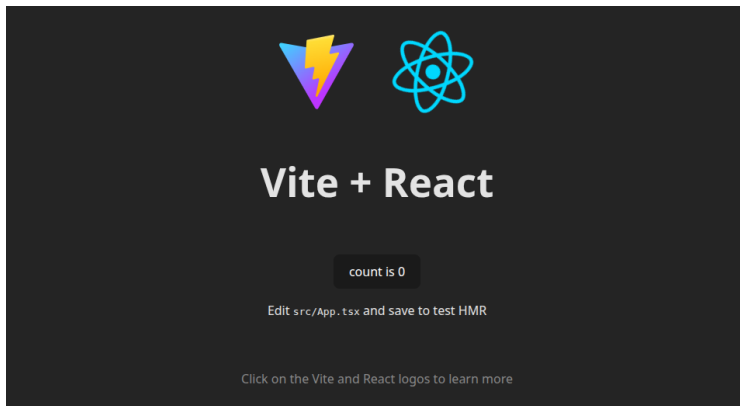 Vite + React
count is 0
Edit src/App.tsx and save to test HMR
Click on the Vite and React logos to learn more